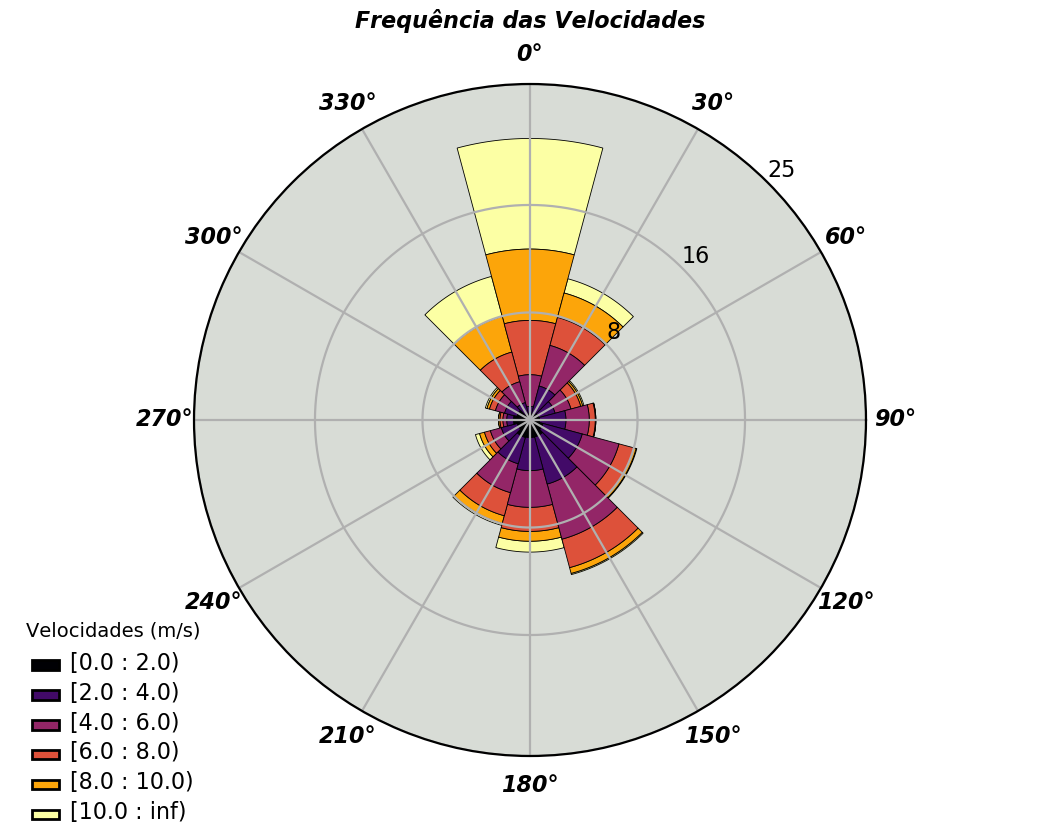 Frequência das Velocidades
0°
330°
30°
25
300°
60°
16
8
270°
90°
240°
120°
210°
150°
180°
Velocidades (m/s)
[0.0 : 2.0)
[2.0 : 4.0)
[4.0 : 6.0)
[6.0 : 8.0)
[8.0 : 10.0)
[10.0 : inf)